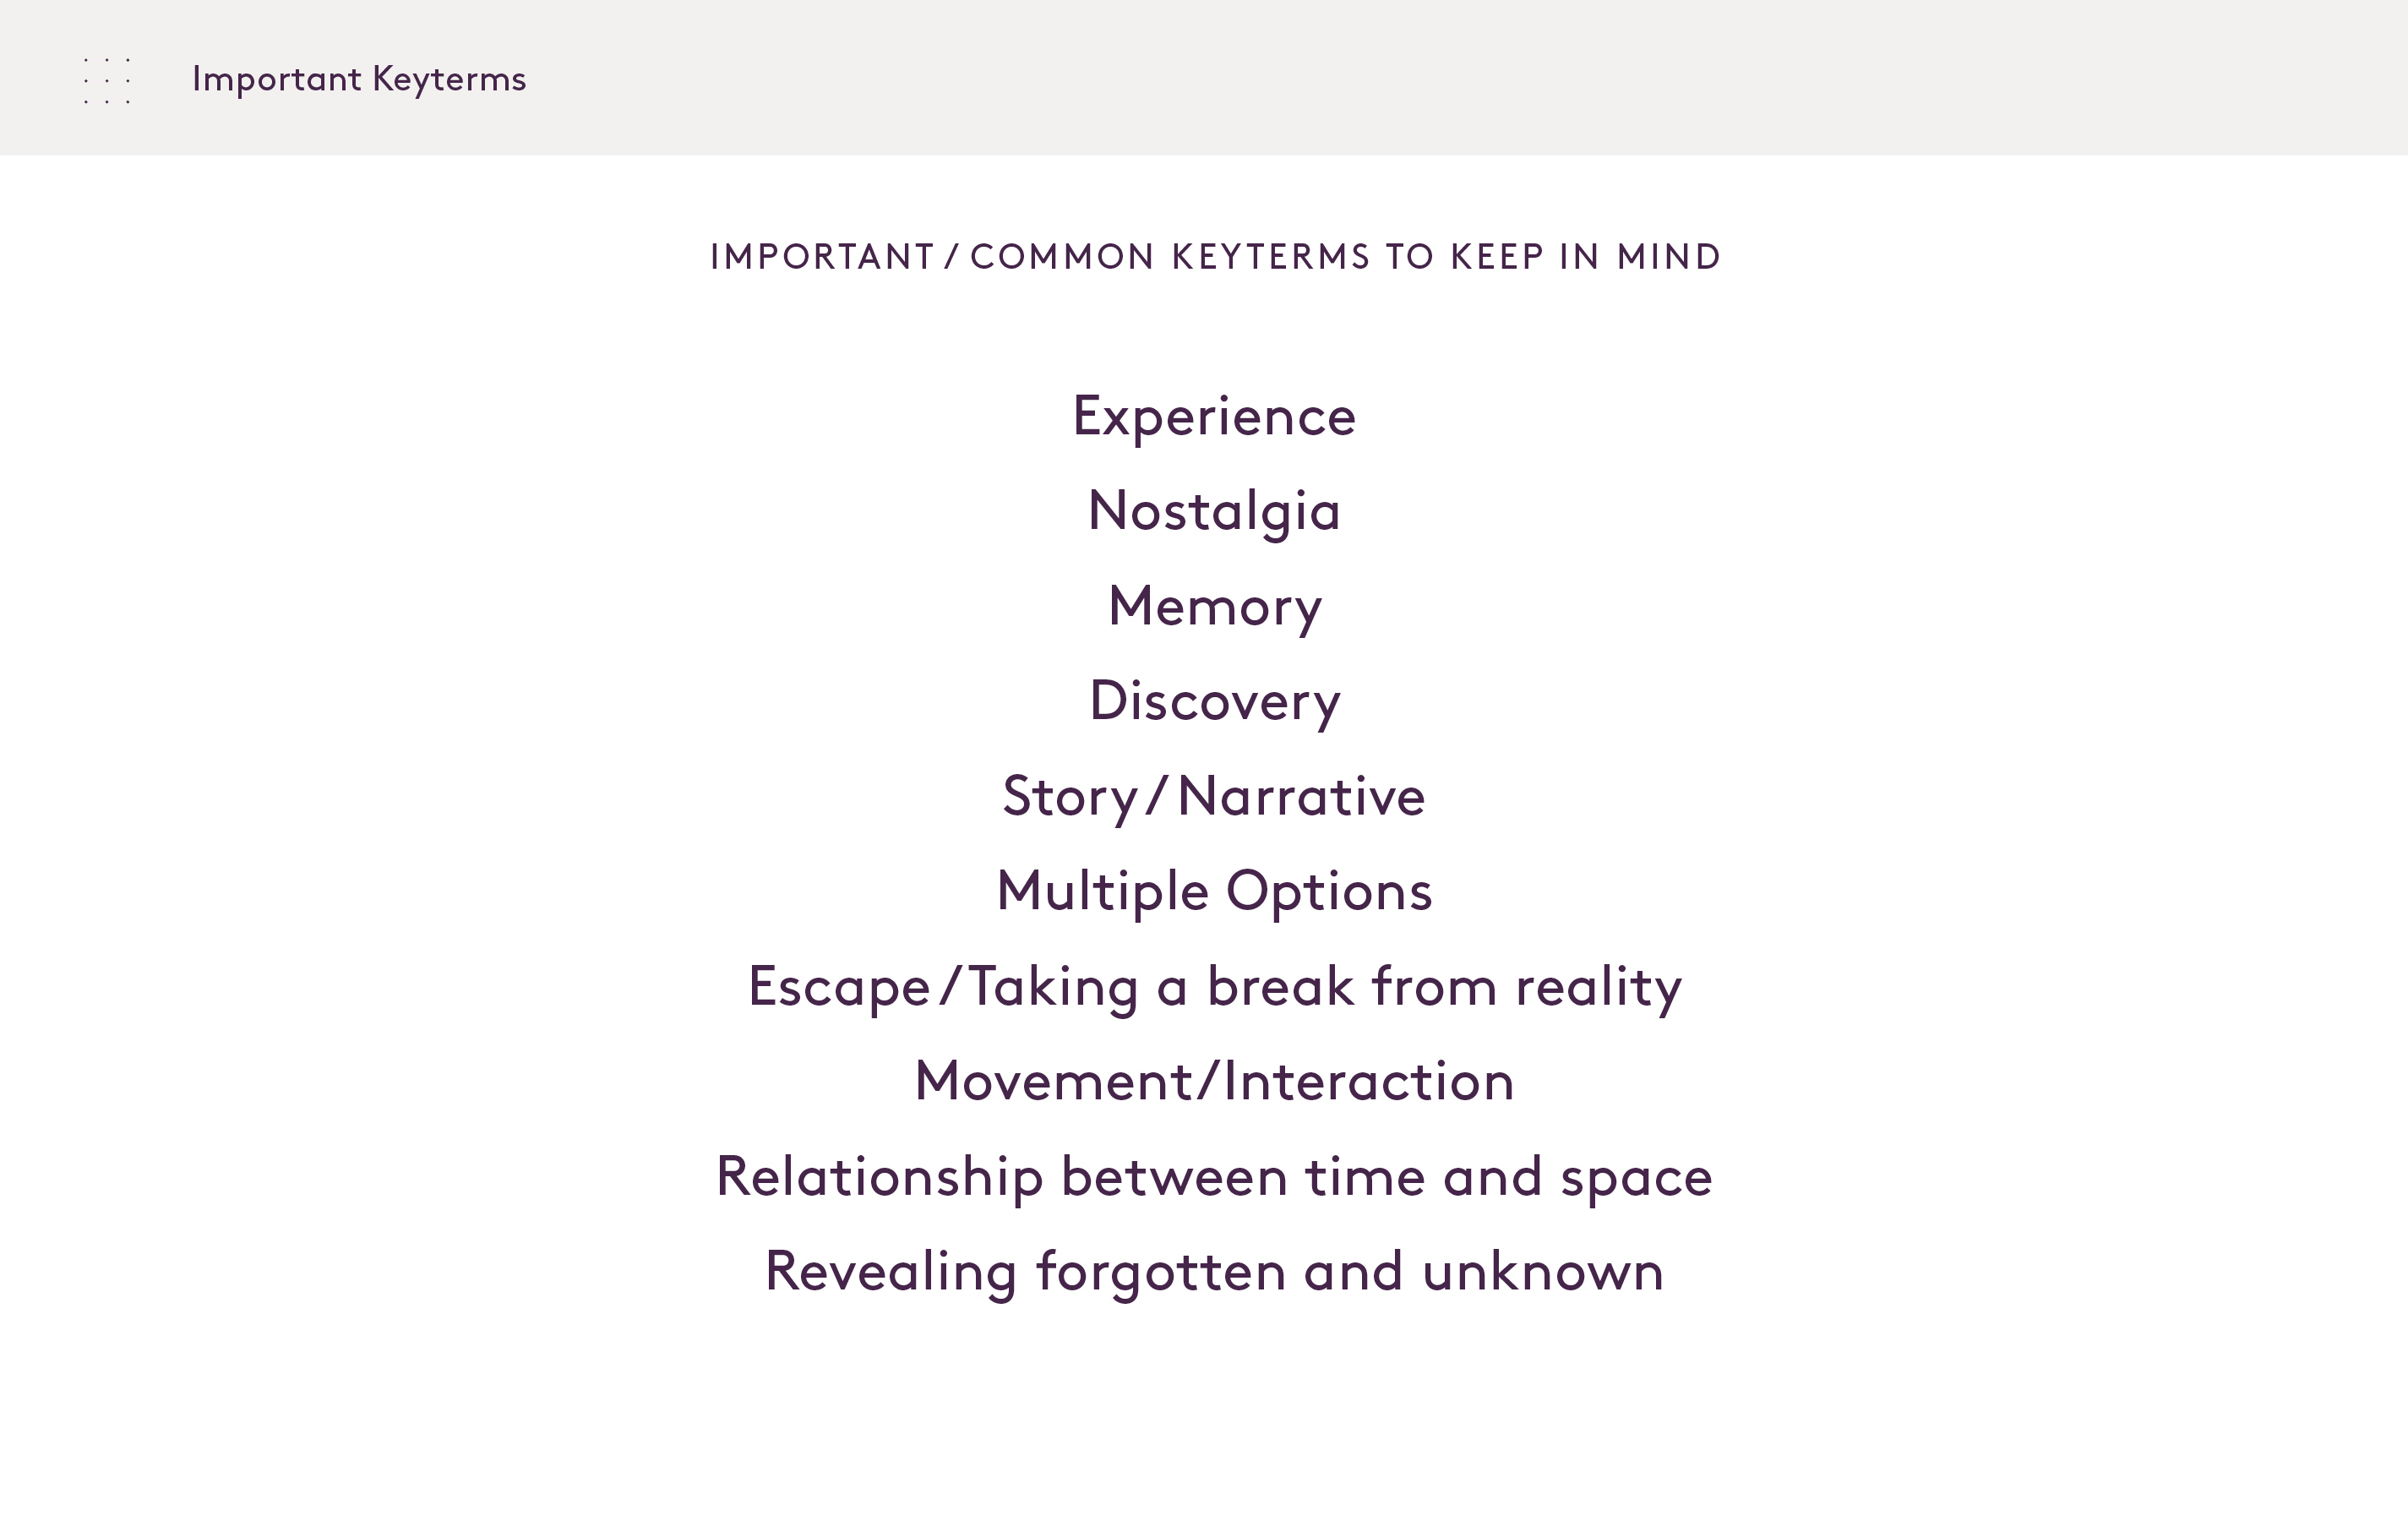 Important Keyterms
IMPORTANT/COMMON KEYTERMS TO KEEP IN MIND
Experience
Nostalgia
Memory
Discovery
Story/Narrative
Multiple Options
Escape/Taking a break from reality
Movement/Interaction
Relationship between time and space
Revealing forgotten and unknown